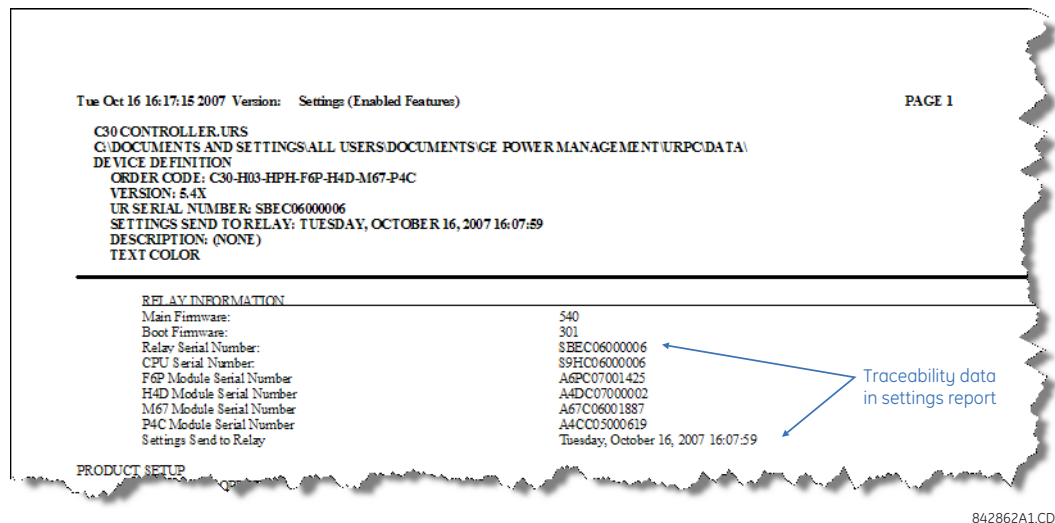 Tue Oct 16 16:17:15 2007 Version: Settings (Enabled Features) PAGE 1
C30 CONTROLLER.URS
C:\DOCUMENTS AND SETTINGS\ALL USERS\DOCUMENTS\GE POWER MANAGEMENT\URPC\DATA\
DEVICE DEFINITION
ORDER CODE: C30-H03-HPH-F6P-H4D-M67-P4C
VERSION: 5.4X
UR SERIAL NUMBER: SBEC06000006
SETTINGS SEND TO RELAY: TUESDAY, OCTOBER 16, 2007 16:07:59
DESCRIPTION: (NONE)
TEXT COLOR
RELAY INFORMATION
Main Firmware: 540
Boot Firmware: 301
Relay Serial Number: SBEC06000006
CPU Serial Number: S9HC06000006
F6P Module Serial Number A6PC07001425
H4D Module Serial Number A4DC07000002
M67 Module Serial Number A67C06001887
P4C Module Serial Number A4CC05000619
Settings Send to Relay Tuesday, October 16, 2007 16:07:59
Traceability data
in settings report
PRODUCT SETUP
842862A1.CD